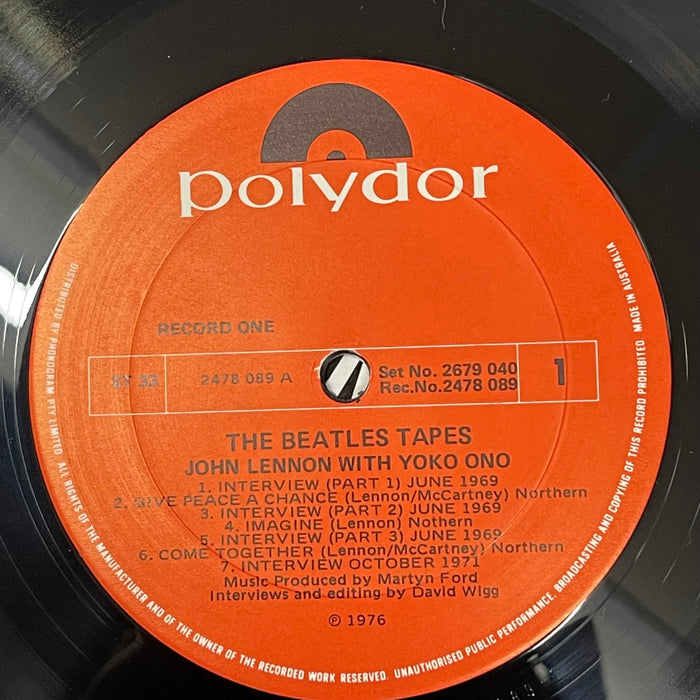 polydor
RECORD ONE
ST 33
2478 089 A
Set No. 2679 040
Rec.No.2478 089
1
THE BEATLES TAPES
JOHN LENNON WITH YOKO ONO
1. INTERVIEW (PART 1) JUNE 1969
2. GIVE PEACE A CHANCE (Lennon/McCartney) Northern
3. INTERVIEW (PART 2) JUNE 1969
4. IMAGINE (Lennon) Nothern
5. INTERVIEW (PART 3) JUNE 1969
6. COME TOGETHER (Lennon/McCartney) Northern
7. INTERVIEW OCTOBER 1971
Music Produced by Martyn Ford
Interviews and editing by David Wigg
℗ 1976
DISTRIBUTED BY PHONOGRAM PTY. LIMITED ALL RIGHTS OF THE MANUFACTURER AND OF THE OWNER OF THE RECORDED WORK RESERVED. UNAUTHORISED PUBLIC PERFORMANCE, BROADCASTING AND COPYING OF THIS RECORD PROHIBITED MADE IN AUSTRALIA